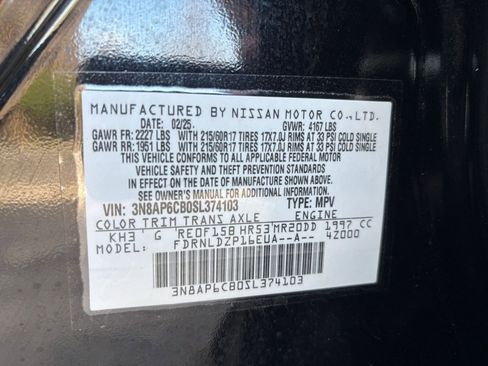 MANUFACTURED BY NISSAN MOTOR CO.,LTD.
DATE: 02/25. GVWR: 4167 LBS
GAWR FR: 2227 LBS WITH 215/60R17 TIRES 17X7.0J RIMS AT 33 PSI COLD SINGLE
GAWR RR: 1951 LBS WITH 215/60R17 TIRES 17X7.0J RIMS AT 33 PSI COLD SINGLE
THIS VEHICLE CONFORMS TO ALL APPLICABLE FEDERAL MOTOR
VEHICLE SAFETY AND THEFT PREVENTION STANDARDS
IN EFFECT ON THE DATE OF MANUFACTURE SHOWN ABOVE.
SEE OWNER'S MANUAL FOR ADDITIONAL INFORMATION.
VIN: 3N8AP6CB0SL374103 TYPE: MPV
COLOR TRIM TRANS AXLE ENGINE
KH3 G RE0F15B HR53 MR20DD 1997 CC
FDRNLDZP16EUA--A-- 4Z000
3N8AP6CB0SL374103